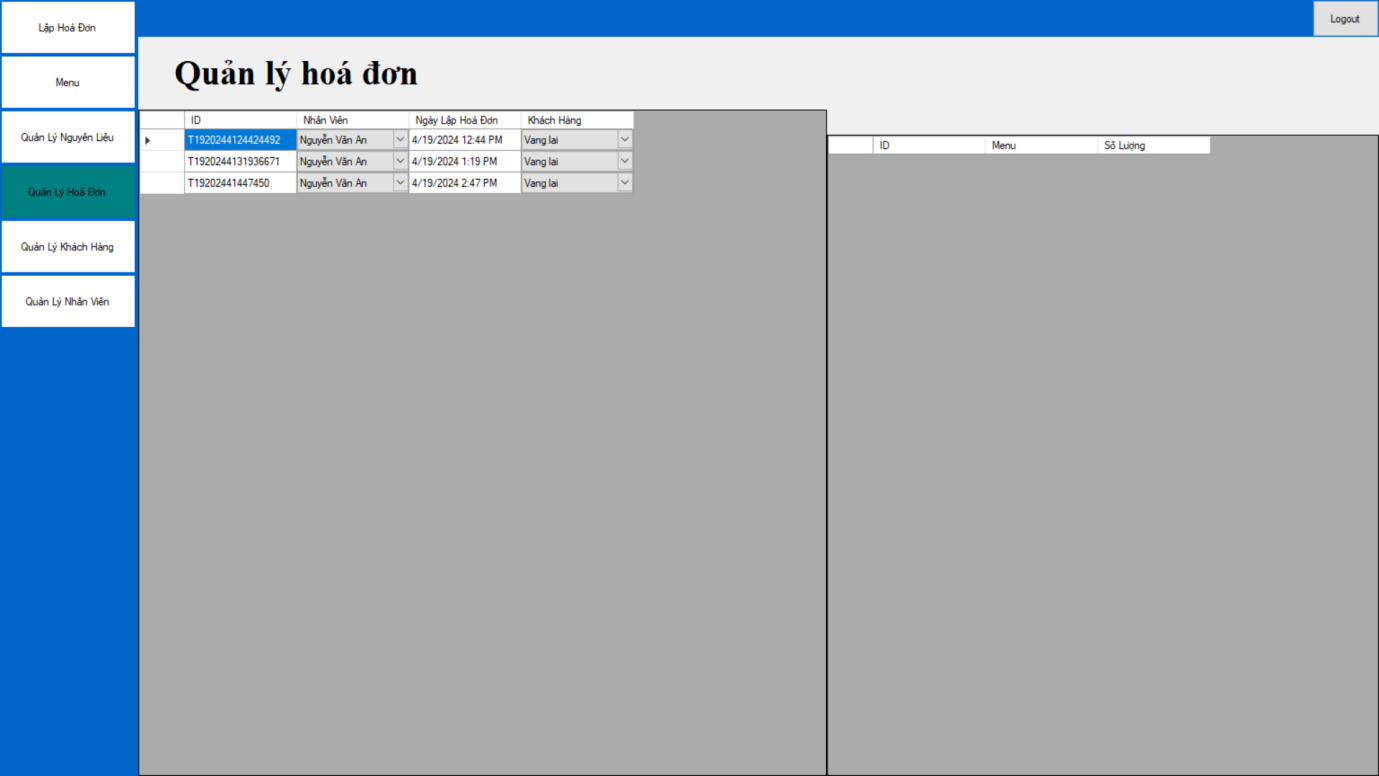 Lập Hoá Đơn
Menu
Quản Lý Nguyên Liệu
Quản Lý Hoá Đơn
Quản Lý Khách Hàng
Quản Lý Nhân Viên
Logout
Quản lý hoá đơn
ID Nhân Viên Ngày Lập Hoá Đơn Khách Hàng
T1920244124424492 Nguyễn Văn An 4/19/2024 12:44 PM Vang lai
T1920244131936671 Nguyễn Văn An 4/19/2024 1:19 PM Vang lai
T19202441447450 Nguyễn Văn An 4/19/2024 2:47 PM Vang lai
ID Menu Số Lượng